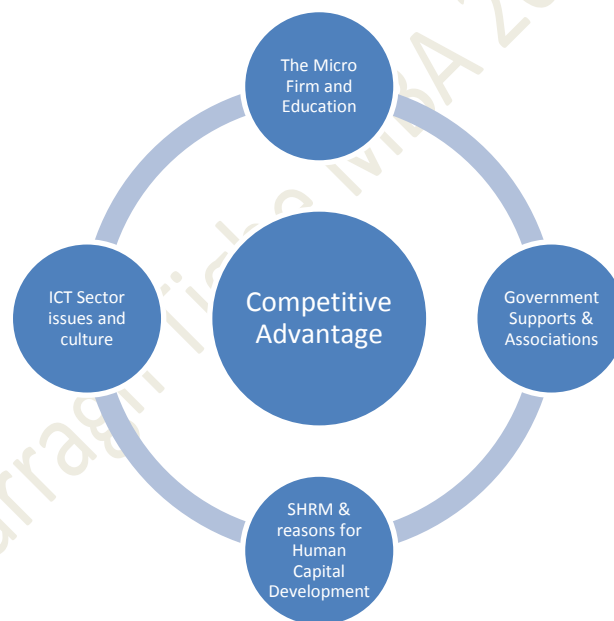 The Micro
Firm and
Education
ICT Sector
issues and
culture
Competitive
Advantage
Government
Supports &
Associations
SHRM &
reasons for
Human
Capital
Development
MBA